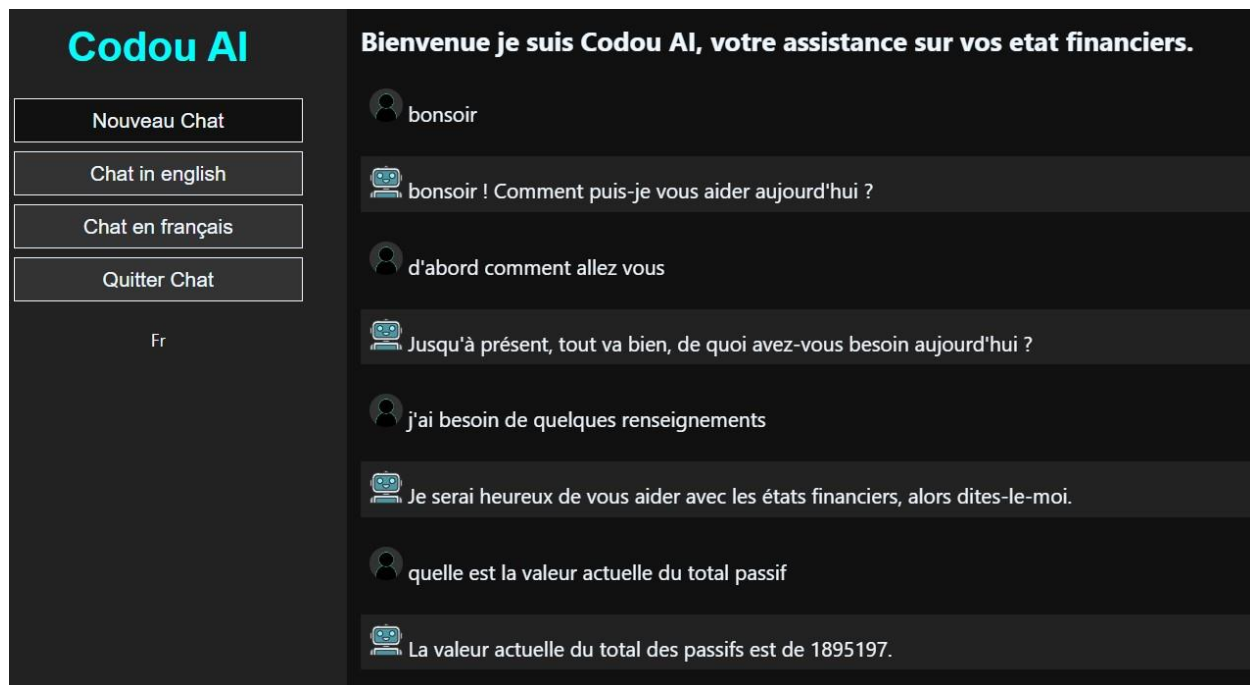 Codou AI
Nouveau Chat
Chat in english
Chat en français
Quitter Chat
Fr
Bienvenue je suis Codou AI, votre assistance sur vos etat financiers.
bonsoir
bonsoir ! Comment puis-je vous aider aujourd'hui ?
d'abord comment allez vous
Jusqu'à présent, tout va bien, de quoi avez-vous besoin aujourd'hui ?
j'ai besoin de quelques renseignements
Je serai heureux de vous aider avec les états financiers, alors dites-le-moi.
quelle est la valeur actuelle du total passif
La valeur actuelle du total des passifs est de 1895197.